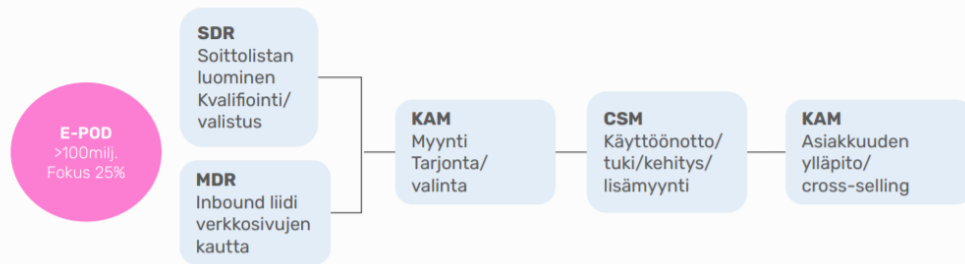 E-POD
>100milj.
Fokus 25%
SDR
Soittolistan
luominen
Kvalifiointi/
valistus
MDR
Inbound liidi
verkkosivujen
kautta
KAM
Myynti
Tarjonta/
valinta
CSM
Käyttöönotto/
tuki/kehitys/
lisämyynti
KAM
Asiakkuuden
ylläpito/
cross-selling